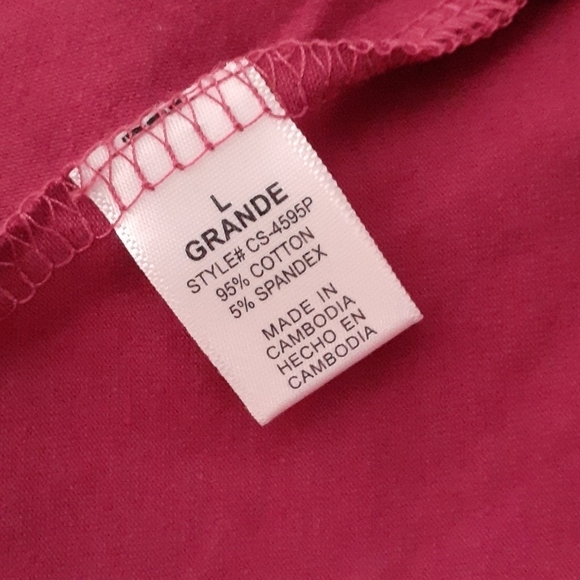 L
GRANDE
STYLE# CS-4595P
95% COTTON
5% SPANDEX
MADE IN
CAMBODIA
HECHO EN
CAMBODIA